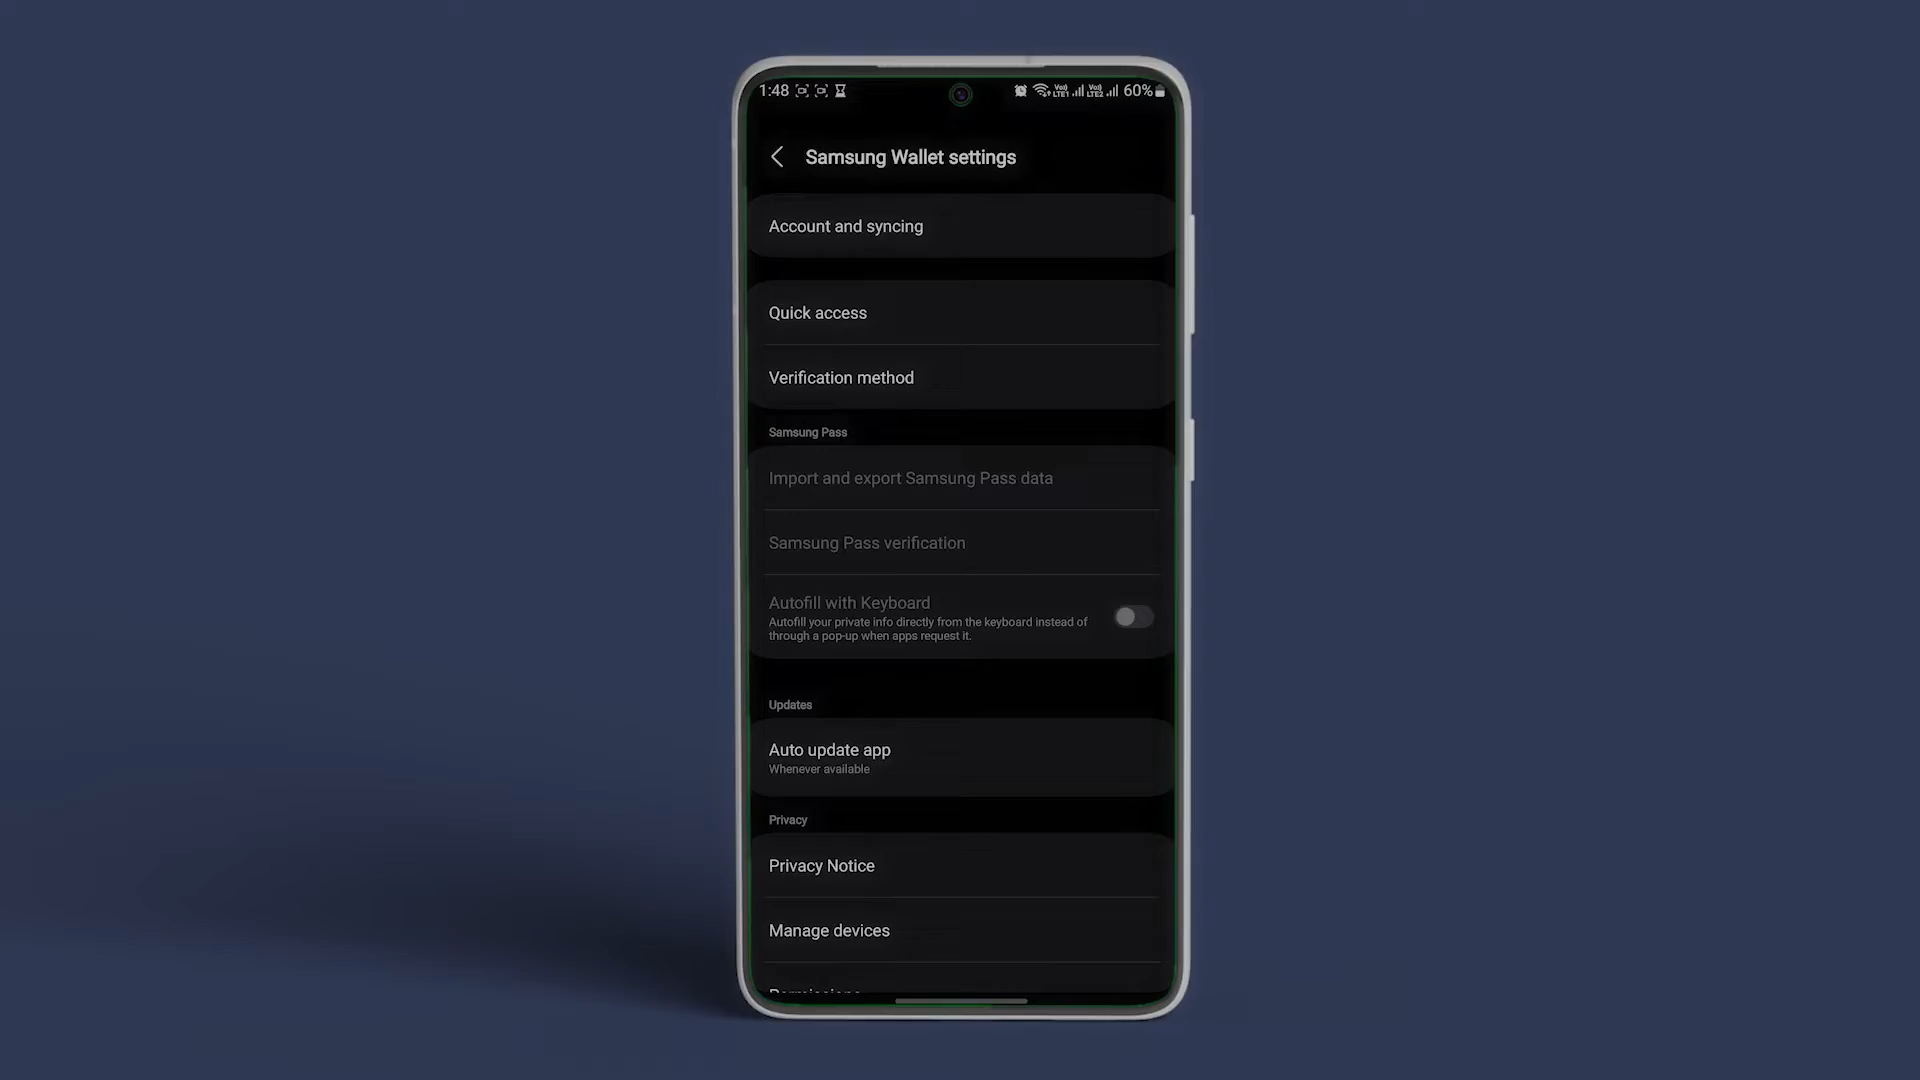 1:48 60%
Samsung Wallet settings
Account and syncing
Quick access
Verification method
Samsung Pass
Import and export Samsung Pass data
Samsung Pass verification
Autofill with Keyboard
Autofill your private info directly from the keyboard instead of
through a pop-up when apps request it.
Updates
Auto update app
Whenever available
Privacy
Privacy Notice
Manage devices